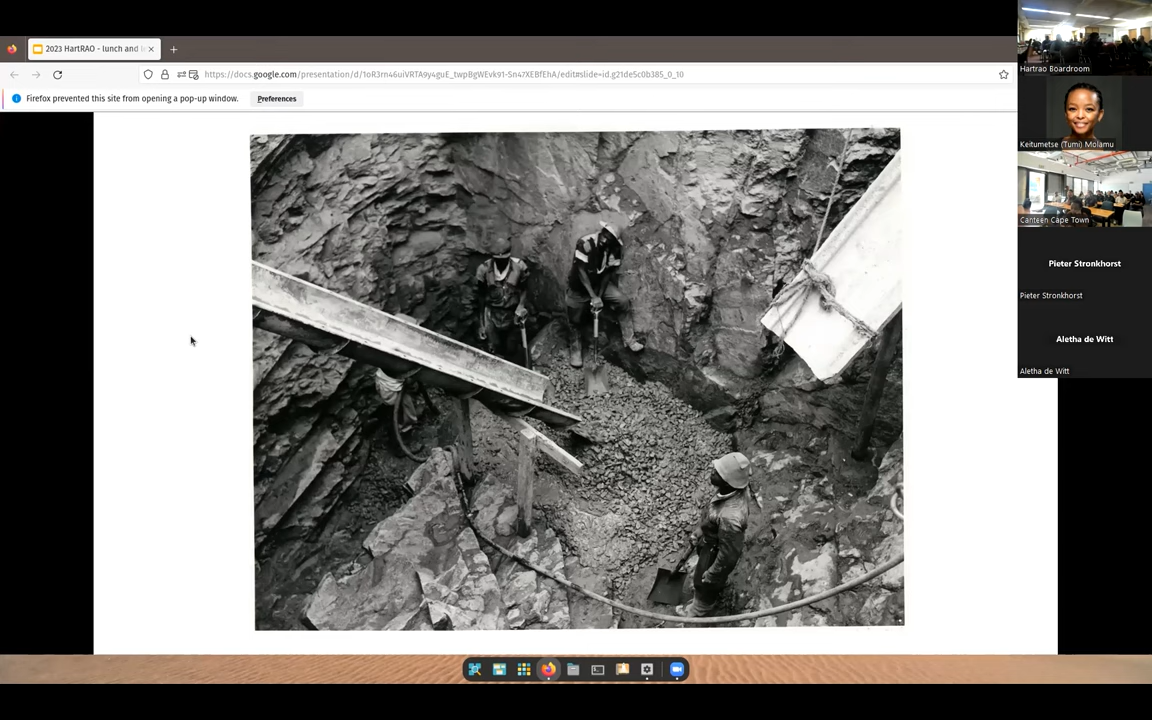 2023 HartRAO - lunch and
https://docs.google.com/presentation/d/1oR3rn46uiVRTA9y4guE_twpBgWEvk91-Sn47XEBfEhA/edit#slide=id.g21de5c0b385_0_10
Firefox prevented this site from opening a pop-up window.
Preferences
Hartrao Boardroom
Keitumetse (Tumi) Molamu
Canteen Cape Town
Pieter Stronkhorst
Pieter Stronkhorst
Aletha de Witt
Aletha de Witt